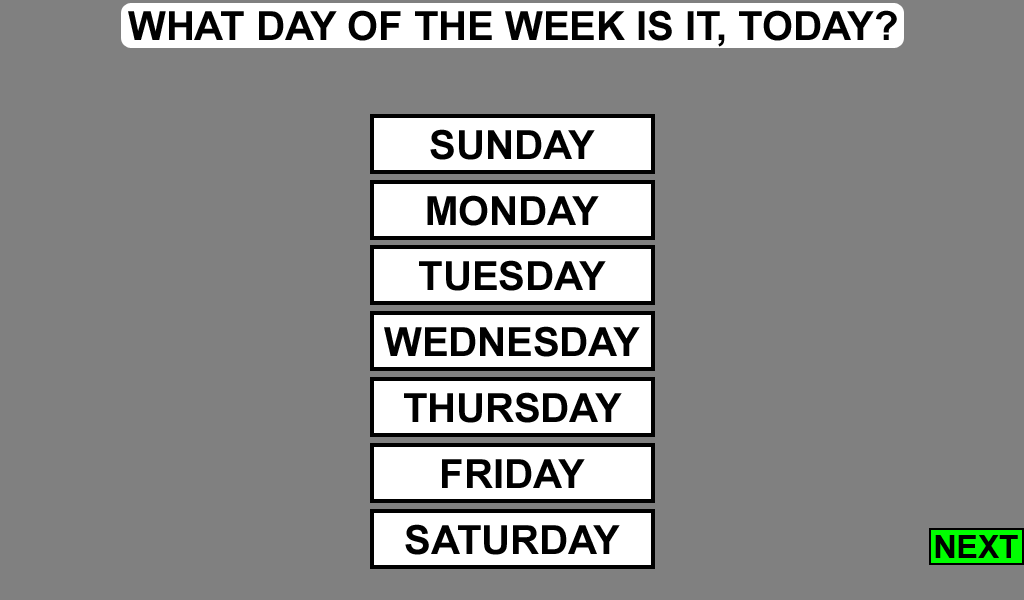 WHAT DAY OF THE WEEK IS IT, TODAY?
SUNDAY
MONDAY
TUESDAY
WEDNESDAY
THURSDAY
FRIDAY
SATURDAY
NEXT